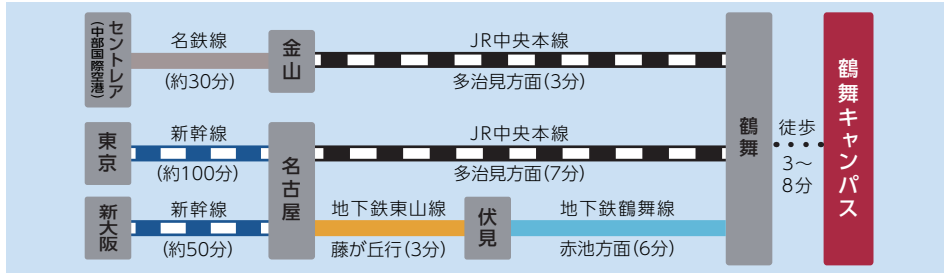 セントレア
(中部国際空港)
名鉄線
(約30分)
金山
JR中央本線
多治見方面(3分)
東京
新幹線
(約100分)
名古屋
JR中央本線
多治見方面(7分)
新大阪
新幹線
(約50分)
地下鉄東山線
藤が丘行(3分)
伏見
地下鉄鶴舞線
赤池方面(6分)
鶴舞
徒歩
3～
8分
鶴舞キャンパス